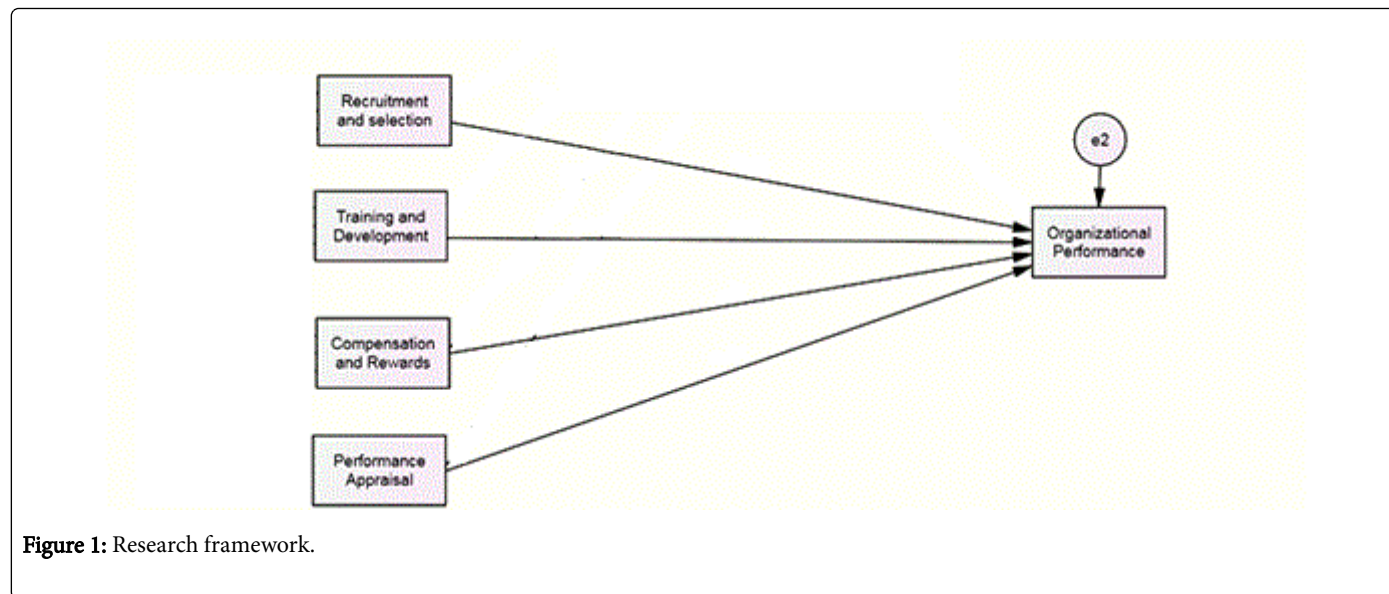 Recruitment
and selection
e2
Training and
Development
Organizational
Performance
Compensation
and Rewards
Performance
Appraisal
Figure 1: Research framework.